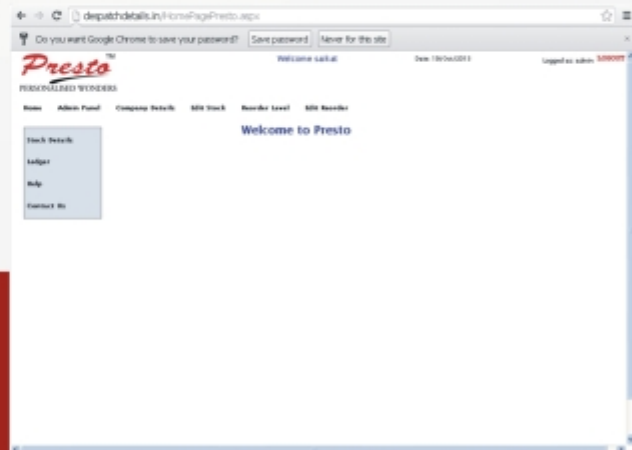 despatchdetails.in/HomePagePresto.aspx
Do you want Google Chrome to save your password? Save password Never for this site
Presto TM
PERSONALISED WONDERS
Welcome saikat
Logged as: admin LOGOUT
Home Admin Panel Company Details Edit Stock Reorder Level Edit Reorder
Welcome to Presto
Stock Details
Ledger
Help
Contact Us